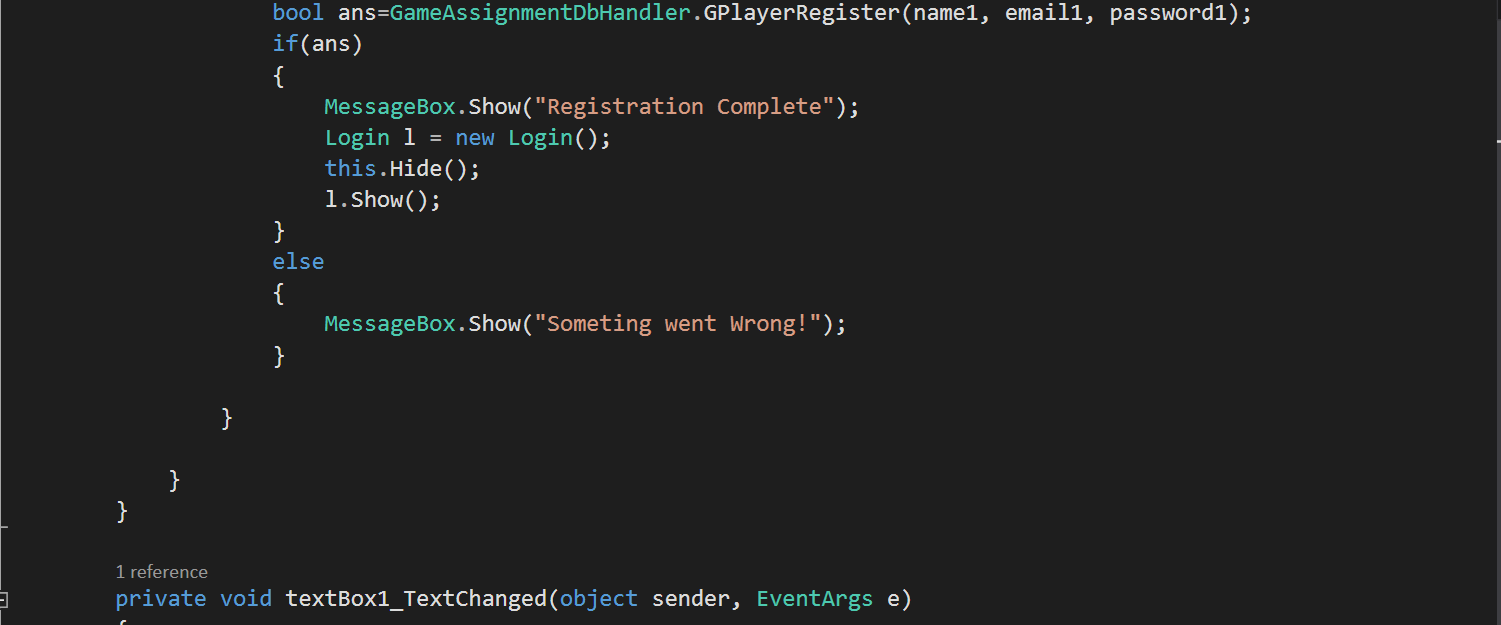 bool ans=GameAssignmentDbHandler.GPlayerRegister(name1, email1, password1);
if(ans)
{
MessageBox.Show("Registration Complete");
Login l = new Login();
this.Hide();
l.Show();
}
else
{
MessageBox.Show("Someting went Wrong!");
}
}
}
}
1 reference
private void textBox1_TextChanged(object sender, EventArgs e)
{